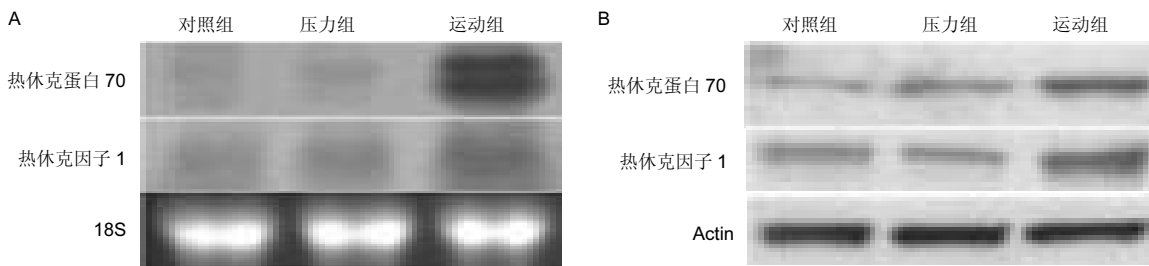 A
对照组 压力组 运动组
热休克蛋白 70
热休克因子 1
18S
B
对照组 压力组 运动组
热休克蛋白 70
热休克因子 1
Actin